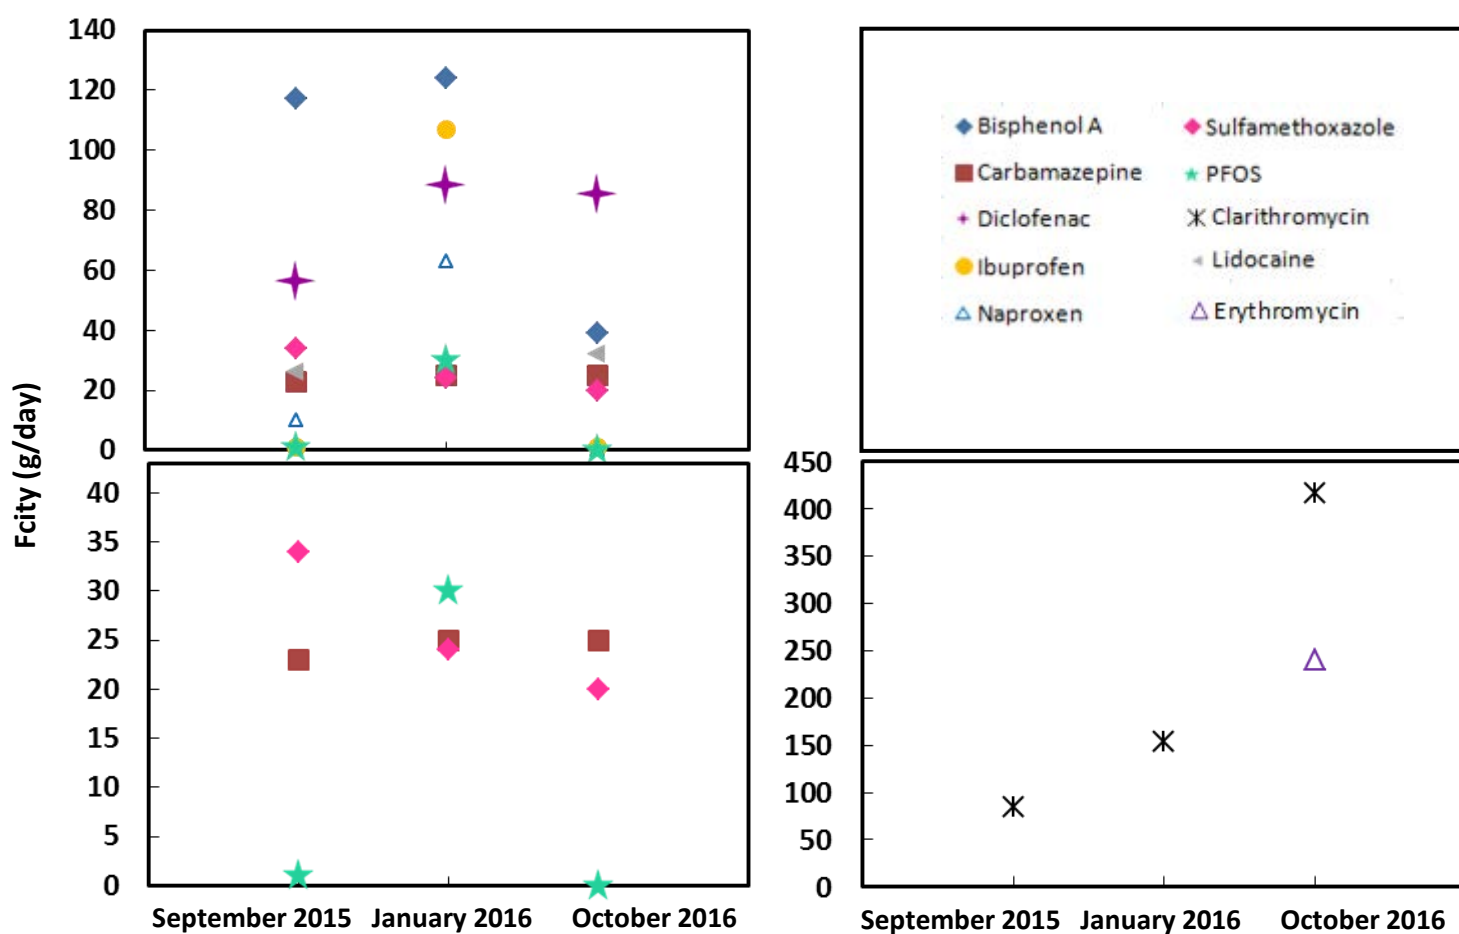 140
120
100
80
60
40
20
0
Bisphenol A
Carbamazepine
Diclofenac
Ibuprofen
Naproxen
Sulfamethoxazole
PFOS
Clarithromycin
Lidocaine
Erythromycin
Fcity (g/day)
40
35
30
25
20
15
10
5
0
September 2015 January 2016 October 2016
450
400
350
300
250
200
150
100
50
0
September 2015 January 2016 October 2016